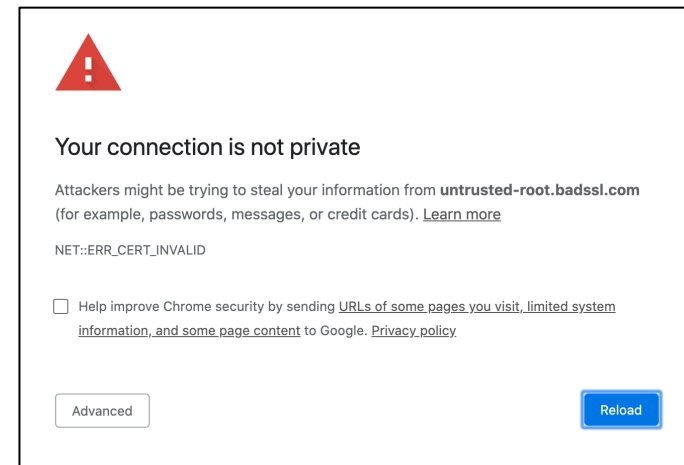 Your connection is not private
Attackers might be trying to steal your information from untrusted-root.badssl.com
(for example, passwords, messages, or credit cards). Learn more
NET::ERR_CERT_INVALID
Help improve Chrome security by sending URLs of some pages you visit, limited system
information, and some page content to Google. Privacy policy
Advanced
Reload